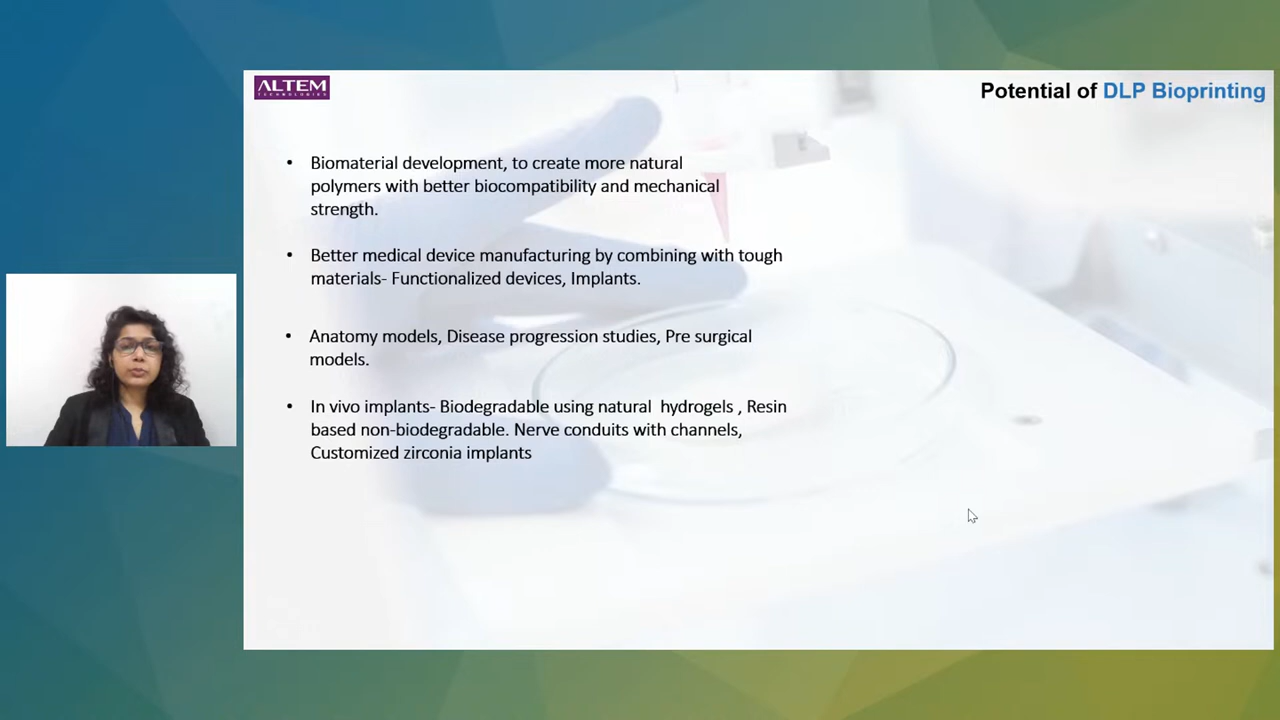 ALTEM
TECHNOLOGIES
Potential of DLP Bioprinting
• Biomaterial development, to create more natural
polymers with better biocompatibility and mechanical
strength.
• Better medical device manufacturing by combining with tough
materials- Functionalized devices, Implants.
• Anatomy models, Disease progression studies, Pre surgical
models.
• In vivo implants- Biodegradable using natural hydrogels , Resin
based non-biodegradable. Nerve conduits with channels,
Customized zirconia implants